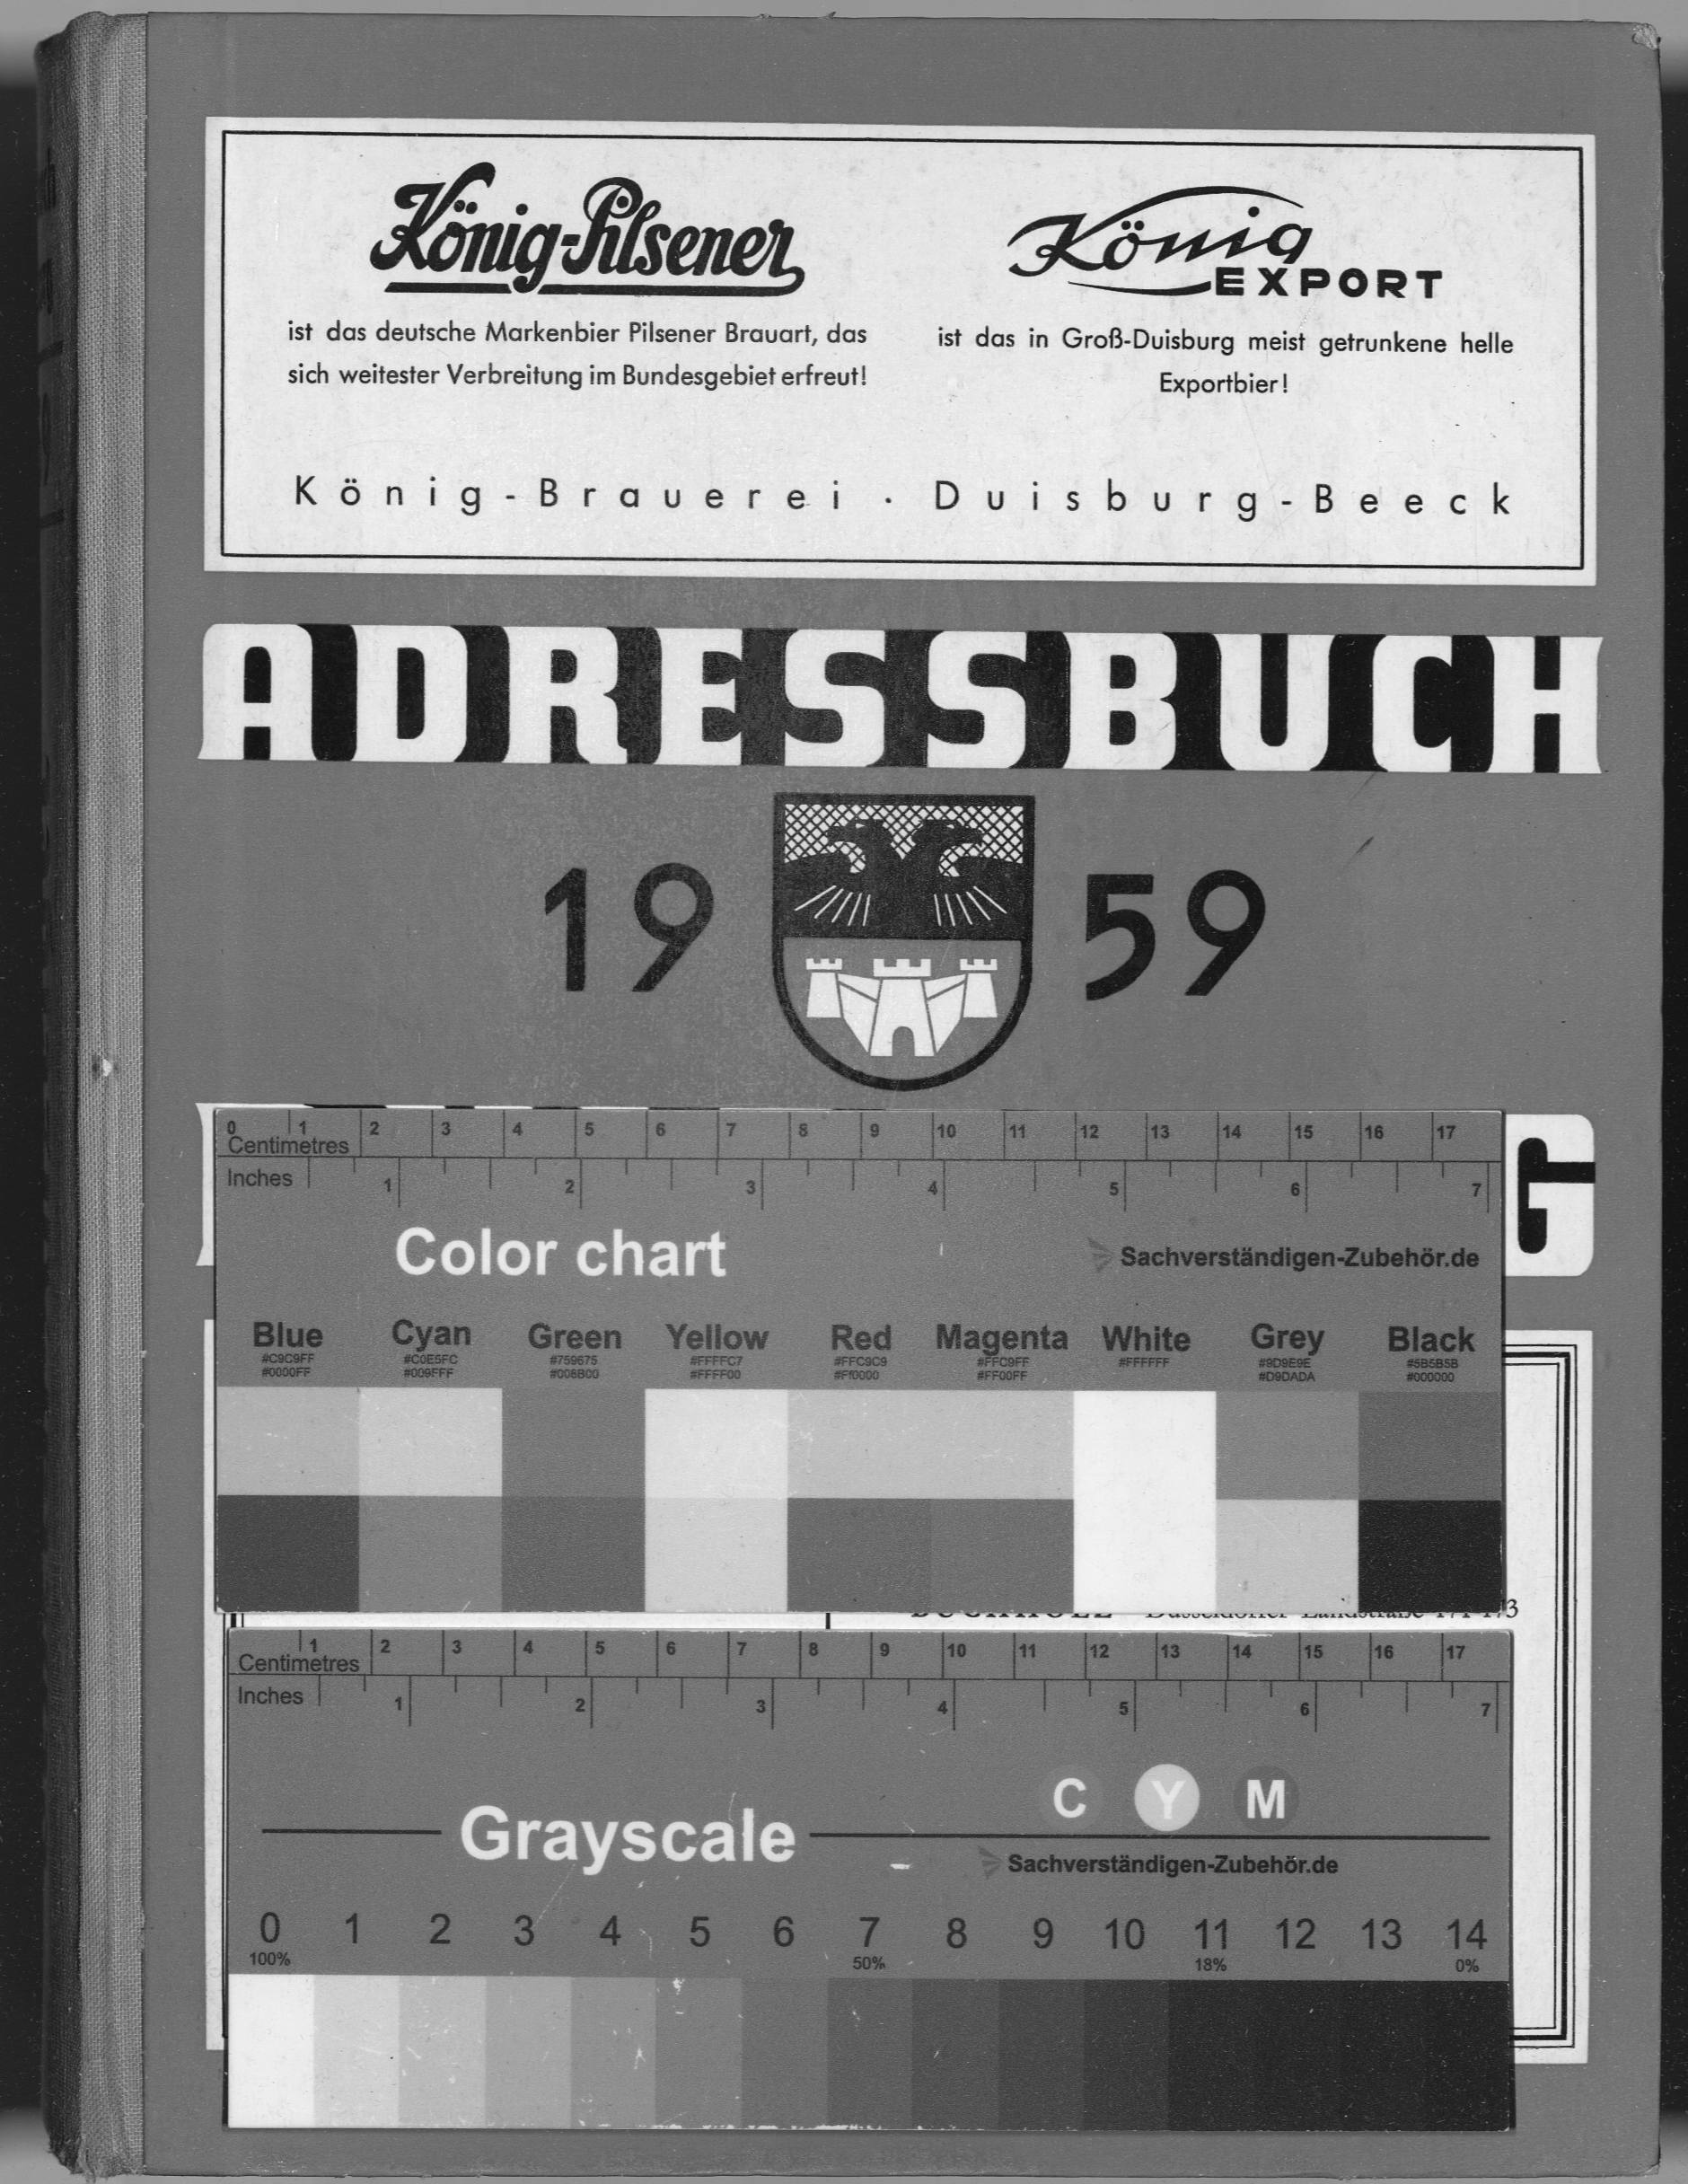 König-Pilsener
ist das deutsche Markenbier Pilsener Brauart, das
sich weitester Verbreitung im Bundesgebiet erfreut!
König
EXPORT
ist das in Groß-Duisburg meist getrunkene helle
Exportbier!
König-Brauerei · Duisburg-Beeck
ADRESSBUCH
19 59
G
0 1 2 3 4 5 6 7 8 9 10 11 12 13 14 15 16 17
Centimetres
Inches 1 2 3 4 5 6 7
Color chart
Sachverständigen-Zubehör.de
Blue Cyan Green Yellow Red Magenta White Grey Black
#C9C9FF #C0E5FC #759675 #FFFFC7 #FFC9C9 #FFC9FF #FFFFFF #9D9E9E #5B5B5B
#0000FF #009FFF #008B00 #FFFF00 #Ff0000 #FF00FF #D9DADA #000000
1 2 3 4 5 6 7 8 9 10 11 12 13 14 15 16 17
Centimetres
Inches 1 2 3 4 5 6 7
C Y M
Grayscale
Sachverständigen-Zubehör.de
0 1 2 3 4 5 6 7 8 9 10 11 12 13 14
100% 50% 18% 0%